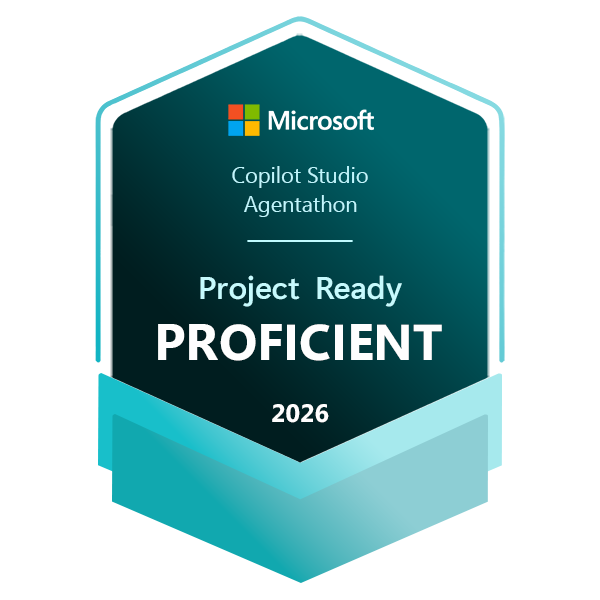 Microsoft
Copilot Studio
Agentathon
Project Ready
PROFICIENT
2026